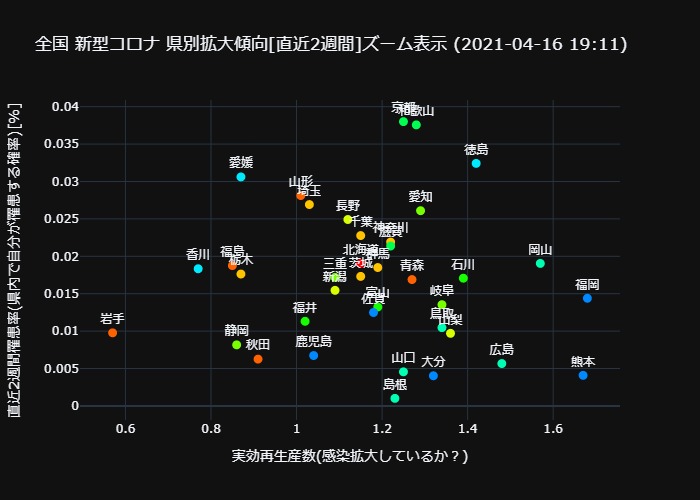 全国 新型コロナ 県別拡大傾向[直近2週間]ズーム表示 (2021-04-16 19:11)
直近2週間罹患率(県内で自分が罹患する確率)[%]
0.04
0.035
0.03
0.025
0.02
0.015
0.01
0.005
0
京都
和歌山
徳島
愛媛
山形
埼玉
長野
愛知
千葉
神奈川
滋賀
香川
福島
栃木
北海道
群馬
三重
茨城
新潟
青森
石川
岡山
福岡
富山
佐賀
岐阜
鳥取
山梨
福井
岩手
静岡
秋田
鹿児島
山口
大分
広島
熊本
島根
0.6
0.8
1
1.2
1.4
1.6
実効再生産数(感染拡大しているか？)